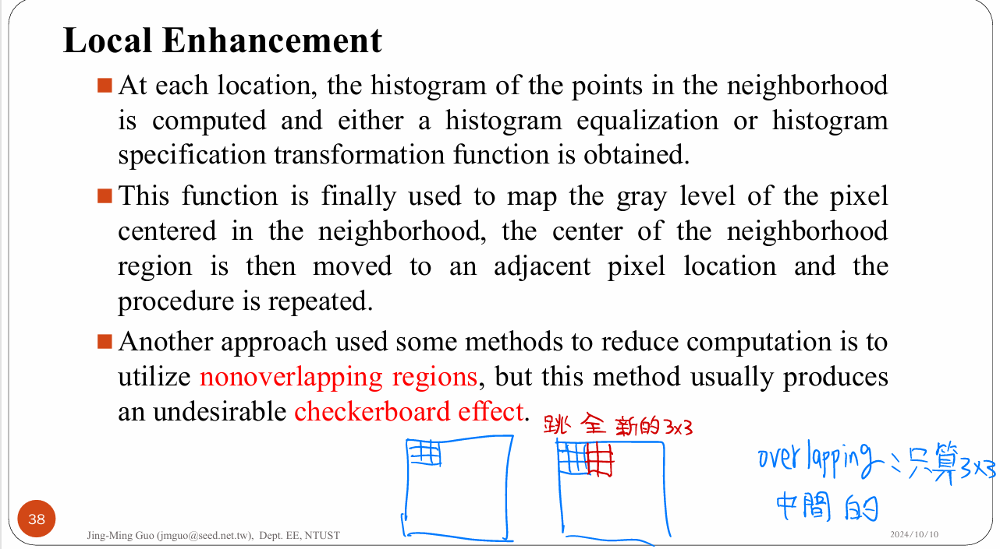 Local Enhancement
At each location, the histogram of the points in the neighborhood
is computed and either a histogram equalization or histogram
specification transformation function is obtained.
This function is finally used to map the gray level of the pixel
centered in the neighborhood, the center of the neighborhood
region is then moved to an adjacent pixel location and the
procedure is repeated.
Another approach used some methods to reduce computation is to
utilize nonoverlapping regions, but this method usually produces
an undesirable checkerboard effect.
跳 全 新的3x3
overlapping:只算3x3
中間的
38
Jing-Ming Guo (jmguo@seed.net.tw), Dept. EE, NTUST
2024/10/10